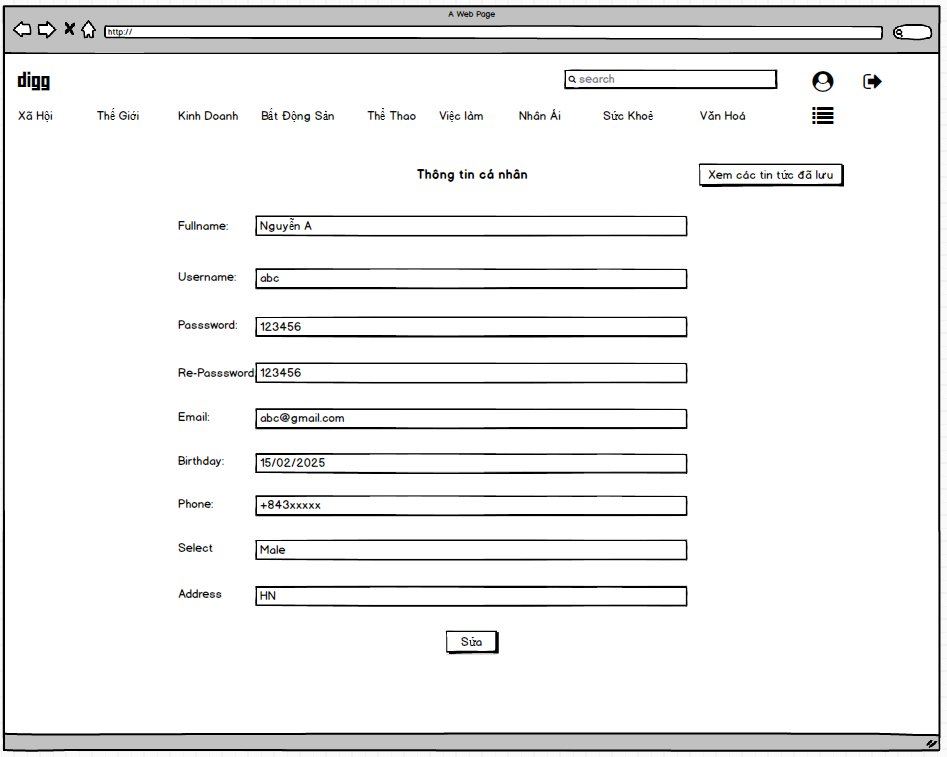 A Web Page
http://
digg
search
Xã Hội Thế Giới Kinh Doanh Bất Động Sản Thể Thao Việc làm Nhân Ái Sức Khoẻ Văn Hoá
Thông tin cá nhân
Xem các tin tức đã lưu
Fullname: Nguyễn A
Username: abc
Passsword: 123456
Re-Passsword 123456
Email: abc@gmail.com
Birthday: 15/02/2025
Phone: +843xxxxx
Select Male
Address HN
Sửa